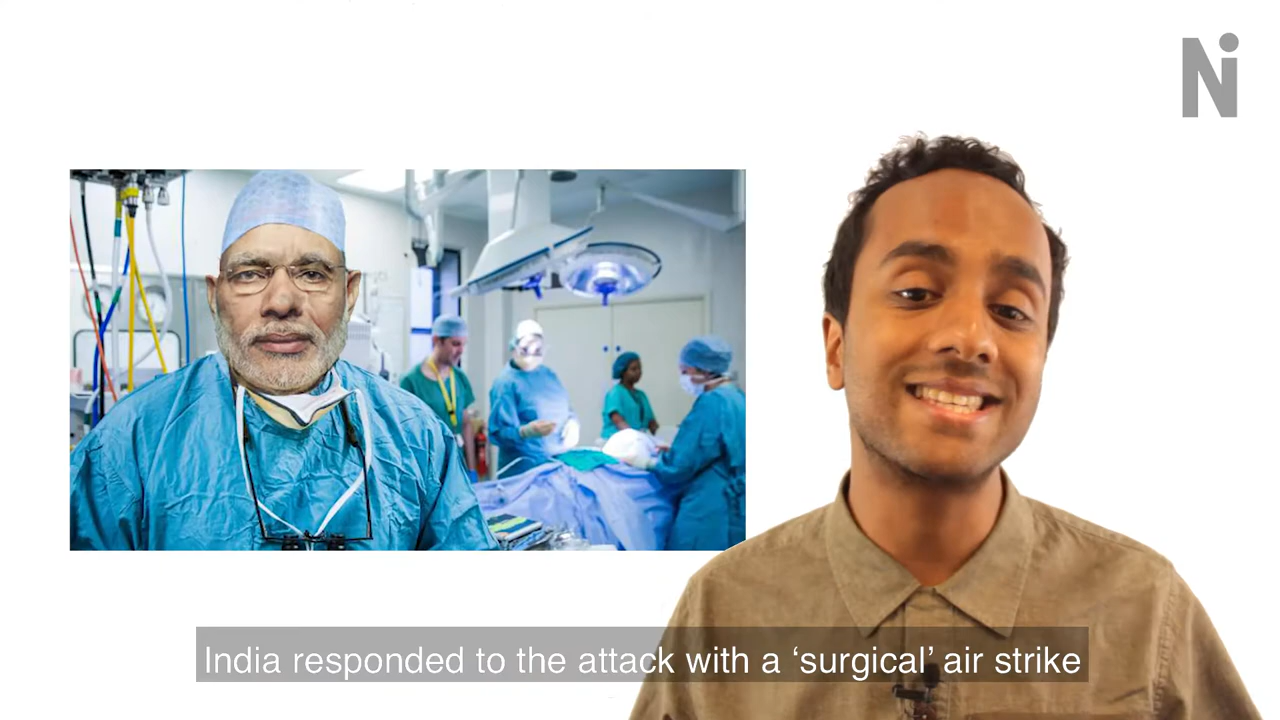 Ni
India responded to the attack with a ‘surgical’ air strike